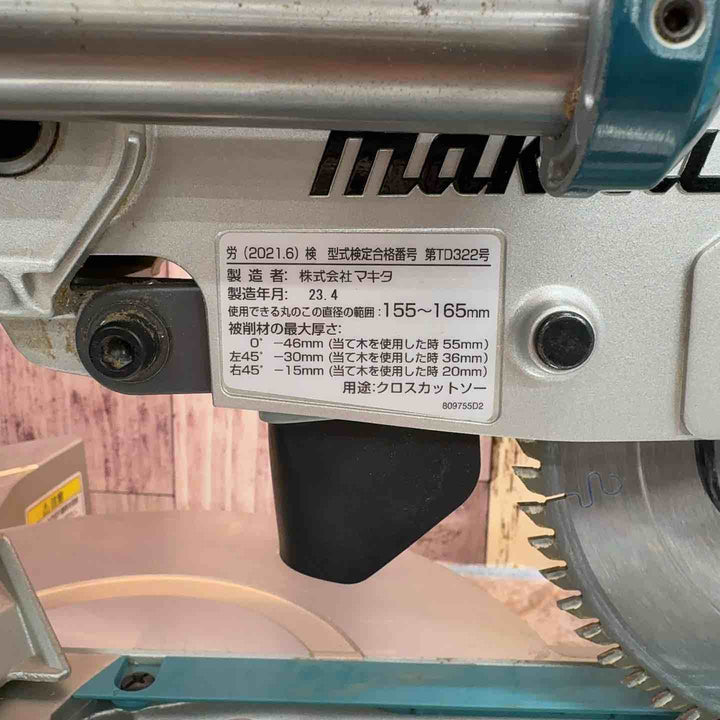 mak
労 (2021.6) 検 型式検定合格番号 第TD322号
製 造 者: 株式会社マキタ
製造年月: 23.4
使用できる丸のこの直径の範囲: 155〜165mm
被削材の最大厚さ:
0° −46mm (当て木を使用した時 55mm)
左45° −30mm (当て木を使用した時 36mm)
右45° −15mm (当て木を使用した時 20mm)
用途:クロスカットソー
809755D2